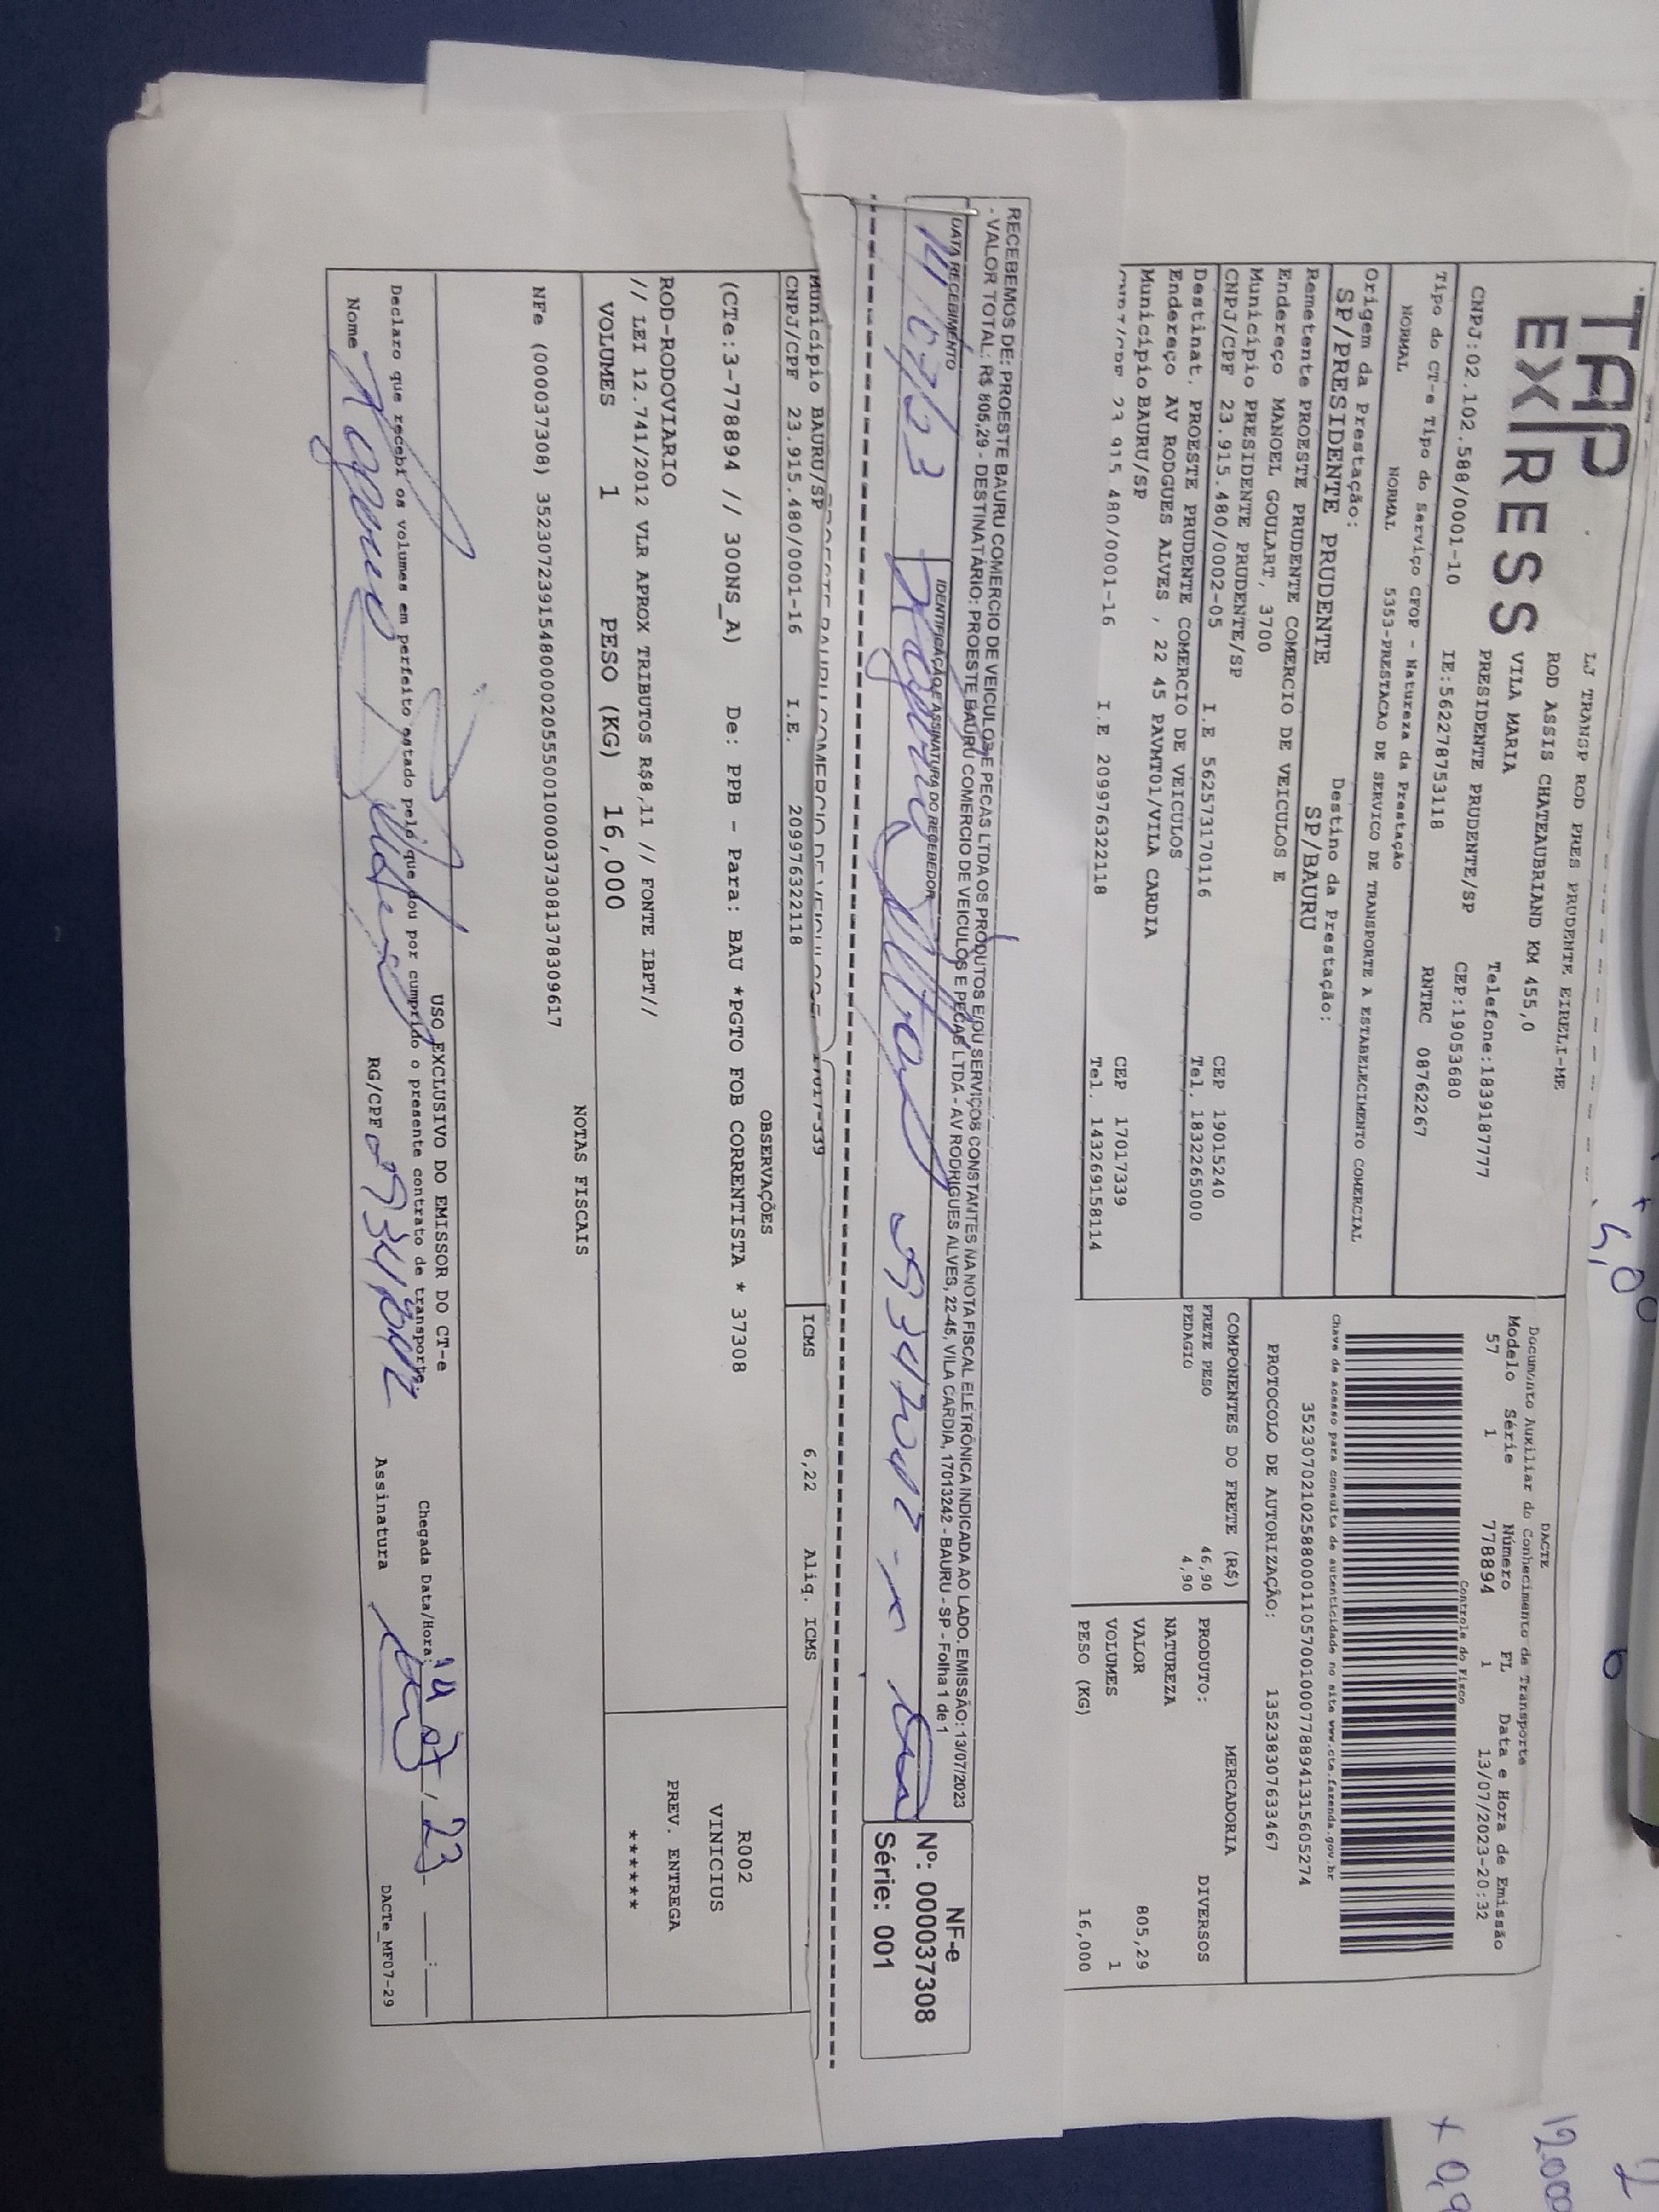 TAP
EXPRESS
LJ TRANSP ROD PRES PRUDENTE EIRELI-ME
ROD ASSIS CHATEAUBRIAND KM 455,0
VILA MARIA
PRESIDENTE PRUDENTE/SP Telefone:1839187777
CNPJ:02.102.588/0001-10 IE:562278753118 CEP:19053680
Tipo do CT-e Tipo do Serviço CFOP - Natureza da Prestação RNTRC 08762267
NORMAL NORMAL 5353-PRESTACAO DE SERVICO DE TRANSPORTE A ESTABELECIMENTO COMERCIAL
Origem da Prestação: Destino da Prestação:
SP/PRESIDENTE PRUDENTE SP/BAURU
Remetente PROESTE PRUDENTE COMERCIO DE VEICULOS E
Endereço MANOEL GOULART, 3700
Município PRESIDENTE PRUDENTE/SP CEP 19015240
CNPJ/CPF 23.915.480/0002-05 I.E 562573170116 Tel. 1832265000
Destinat. PROESTE PRUDENTE COMERCIO DE VEICULOS
Endereço AV RODGUES ALVES , 22 45 PAVMT01/VILA CARDIA
Município BAURU/SP CEP 17017339
CNPJ/CPF 23.915.480/0001-16 I.E 209976322118 Tel. 143269158114
DACTE
Documento Auxiliar do Conhecimento de Transporte
Modelo Série Número FL Data e Hora de Emissão
57 1 778894 1 13/07/2023-20:32
Controle do Fisco
Chave de acesso para consulta de autenticidade no site www.cte.fazenda.gov.br
35230702102588000110570010007788941315605274
PROTOCOLO DE AUTORIZAÇÃO: 135238307633467
COMPONENTES DO FRETE (R$)
FRETE PESO 46,90
PEDAGIO 4,90
MERCADORIA
PRODUTO: DIVERSOS
NATUREZA
VALOR 805,29
VOLUMES 1
PESO (KG) 16,000
RECEBEMOS DE: PROESTE BAURU COMERCIO DE VEICULOS E PECAS LTDA OS PRODUTOS E/OU SERVIÇOS CONSTANTES NA NOTA FISCAL ELETRÔNICA INDICADA AO LADO. EMISSÃO: 13/07/2023
- VALOR TOTAL: R$ 805,29 - DESTINATÁRIO: PROESTE BAURU COMERCIO DE VEICULOS E PECAS LTDA - AV RODRIGUES ALVES, 22-45, VILA CARDIA, 17013242 - BAURU - SP - Folha 1 de 1
DATA RECEBIMENTO IDENTIFICAÇÃO E ASSINATURA DO RECEBEDOR
14/07/23
NF-e
Nº: 000037308
Série: 001
Município BAURU/SP
CNPJ/CPF 23.915.480/0001-16 I.E. 209976322118
ICMS 6,22 Aliq. ICMS
OBSERVAÇÕES
(CTe:3-778894 // 300NS_A) De: PPB - Para: BAU *PGTO FOB CORRENTISTA * 37308
ROD-RODOVIARIO
// LEI 12.741/2012 VLR APROX TRIBUTOS R$8,11 // FONTE IBPT//
R002
VINICIUS
PREV. ENTREGA
******
VOLUMES 1 PESO (KG) 16,000
NOTAS FISCAIS
NFe (000037308) 35230723915480000205550010000373081378309617
USO EXCLUSIVO DO EMISSOR DO CT-e
Declaro que recebi os volumes em perfeito estado pelo que dou por cumprido o presente contrato de transporte.
Chegada Data/Hora: 14 07 / 23
Nome RG/CPF Assinatura
DACTe_MF07-29